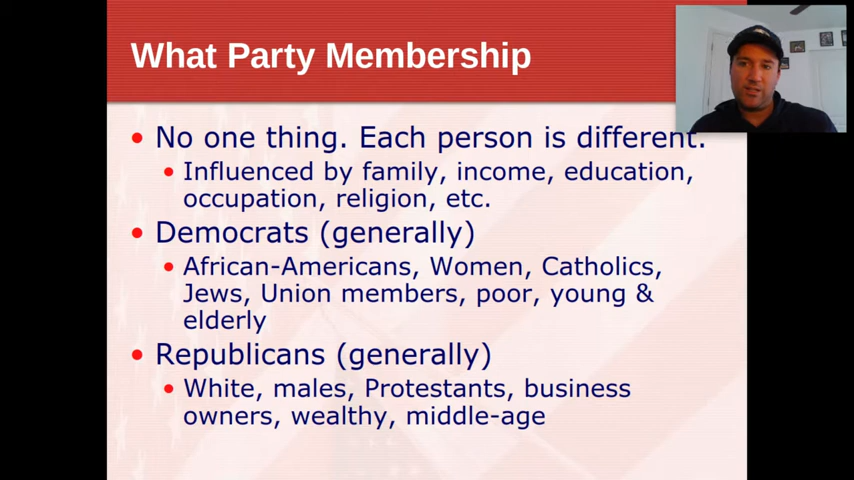 What Party Membership
No one thing. Each person is different.
Influenced by family, income, education,
occupation, religion, etc.
Democrats (generally)
African-Americans, Women, Catholics,
Jews, Union members, poor, young &
elderly
Republicans (generally)
White, males, Protestants, business
owners, wealthy, middle-age